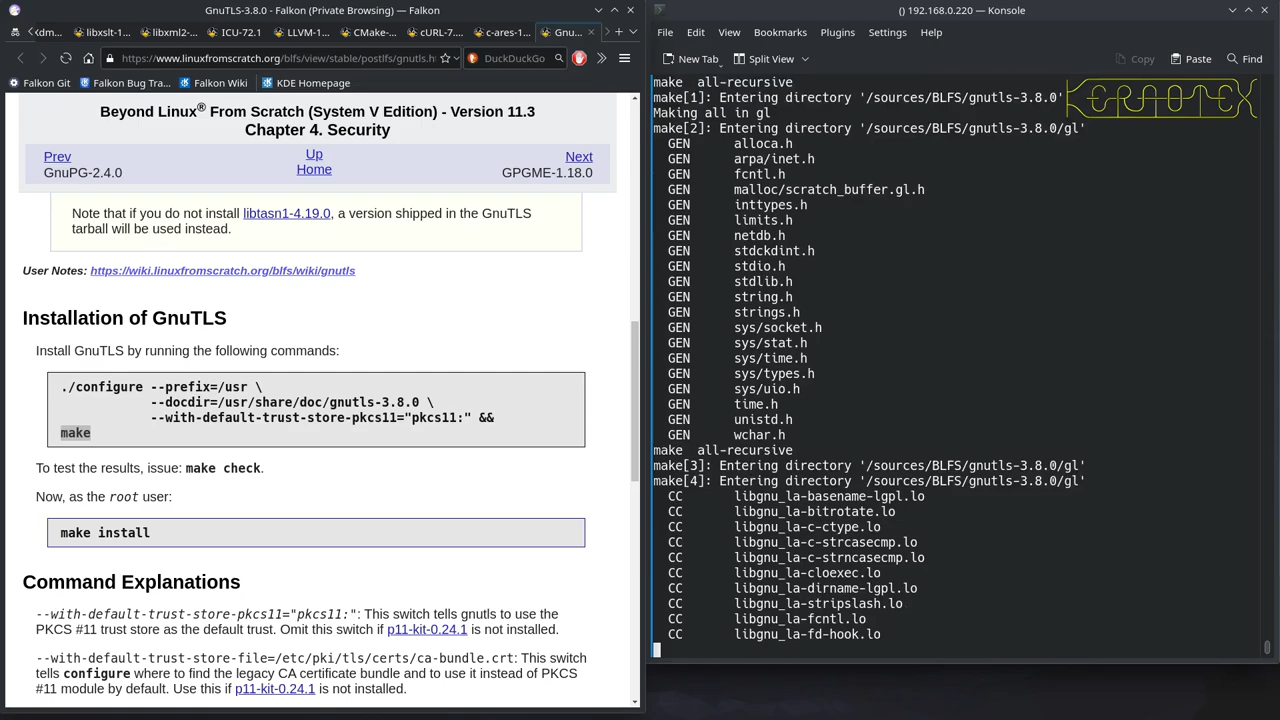 GnuTLS-3.8.0 - Falkon (Private Browsing) — Falkon
dm...
libxslt-1
libxml2-...
ICU-72.1
LLVM-1...
CMake-...
cURL-7....
c-ares-1...
Gnu...
https://www.linuxfromscratch.org/blfs/view/stable/postlfs/gnutls.h
DuckDuckGo
Falkon Git
Falkon Bug Tra...
Falkon Wiki
KDE Homepage
Beyond Linux® From Scratch (System V Edition) - Version 11.3
Chapter 4. Security
Prev
Up
Next
GnuPG-2.4.0
Home
GPGME-1.18.0
Note that if you do not install libtasn1-4.19.0, a version shipped in the GnuTLS
tarball will be used instead.
User Notes: https://wiki.linuxfromscratch.org/blfs/wiki/gnutls
Installation of GnuTLS
Install GnuTLS by running the following commands:
./configure --prefix=/usr \
--docdir=/usr/share/doc/gnutls-3.8.0 \
--with-default-trust-store-pkcs11="pkcs11:" &&
make
To test the results, issue: make check.
Now, as the root user:
make install
Command Explanations
--with-default-trust-store-pkcs11="pkcs11:": This switch tells gnutls to use the
PKCS #11 trust store as the default trust. Omit this switch if p11-kit-0.24.1 is not installed.
--with-default-trust-store-file=/etc/pki/tls/certs/ca-bundle.crt: This switch
tells configure where to find the legacy CA certificate bundle and to use it instead of PKCS
#11 module by default. Use this if p11-kit-0.24.1 is not installed.
() 192.168.0.220 — Konsole
File Edit View Bookmarks Plugins Settings Help
New Tab
Split View
Copy
Paste
Find
make  all-recursive
make[1]: Entering directory '/sources/BLFS/gnutls-3.8.0'
Making all in gl
make[2]: Entering directory '/sources/BLFS/gnutls-3.8.0/gl'
GEN      alloca.h
GEN      arpa/inet.h
GEN      fcntl.h
GEN      malloc/scratch_buffer.gl.h
GEN      inttypes.h
GEN      limits.h
GEN      netdb.h
GEN      stdckdint.h
GEN      stdio.h
GEN      stdlib.h
GEN      string.h
GEN      strings.h
GEN      sys/socket.h
GEN      sys/stat.h
GEN      sys/time.h
GEN      sys/types.h
GEN      sys/uio.h
GEN      time.h
GEN      unistd.h
GEN      wchar.h
make  all-recursive
make[3]: Entering directory '/sources/BLFS/gnutls-3.8.0/gl'
make[4]: Entering directory '/sources/BLFS/gnutls-3.8.0/gl'
CC       libgnu_la-basename-lgpl.lo
CC       libgnu_la-bitrotate.lo
CC       libgnu_la-c-ctype.lo
CC       libgnu_la-c-strcasecmp.lo
CC       libgnu_la-c-strncasecmp.lo
CC       libgnu_la-cloexec.lo
CC       libgnu_la-dirname-lgpl.lo
CC       libgnu_la-stripslash.lo
CC       libgnu_la-fcntl.lo
CC       libgnu_la-fd-hook.lo